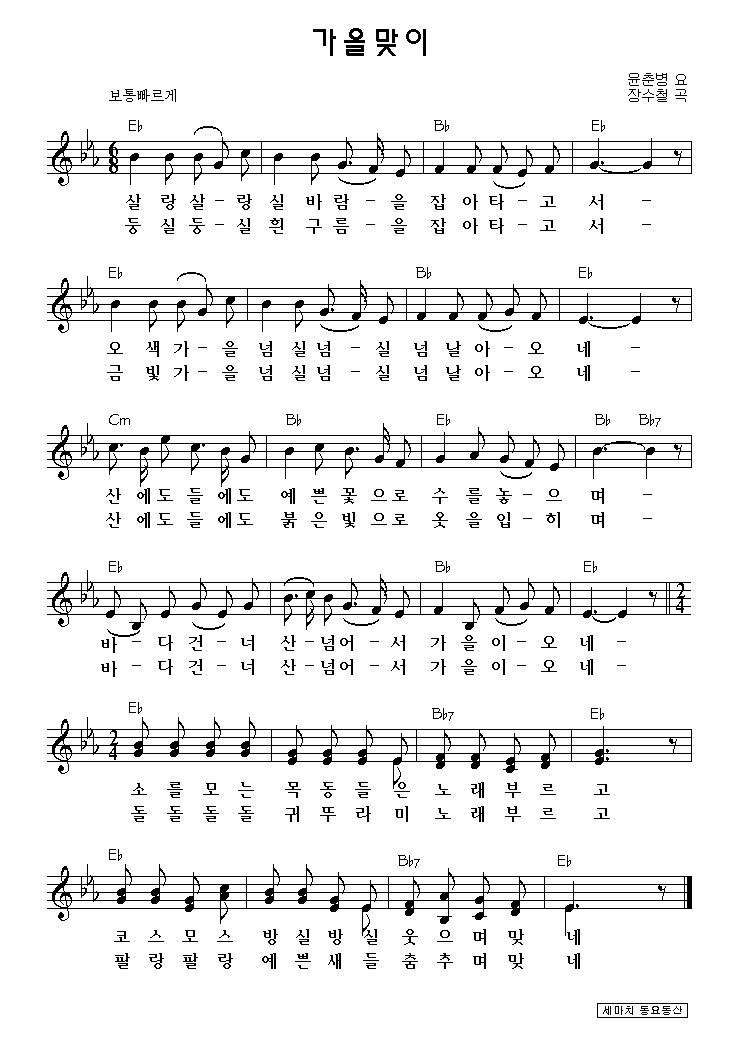 가을맞이
윤춘병 요
보통빠르게
장수철 곡
E♭ B♭ E♭
살 랑 살 - 랑 실 바 람 - 을 잡 아 타 - 고 서 -
둥 실 둥 - 실 흰 구 름 - 을 잡 아 타 - 고 서 -
E♭ B♭ E♭
오 색 가 - 을 넘 실 넘 - 실 넘 날 아 - 오 네 -
금 빛 가 - 을 넘 실 넘 - 실 넘 날 아 - 오 네 -
Cm B♭ E♭ B♭ B♭7
산 에 도 들 에 도 예 쁜 꽃 으 로 수 를 놓 - 으 며 -
산 에 도 들 에 도 붉 은 빛 으 로 옷 을 입 - 히 며 -
E♭ B♭ E♭
바 - 다 건 - 너 산 - 넘 어 - 서 가 을 이 - 오 네 -
바 - 다 건 - 너 산 - 넘 어 - 서 가 을 이 - 오 네 -
E♭ B♭7 E♭
소 를 모 는 목 동 들 은 노 래 부 르 고
돌 돌 돌 돌 귀 뚜 라 미 노 래 부 르 고
E♭ B♭7 E♭
코 스 모 스 방 실 방 실 웃 으 며 맞 네
팔 랑 팔 랑 예 쁜 새 들 춤 추 며 맞 네
세마치 동요동산